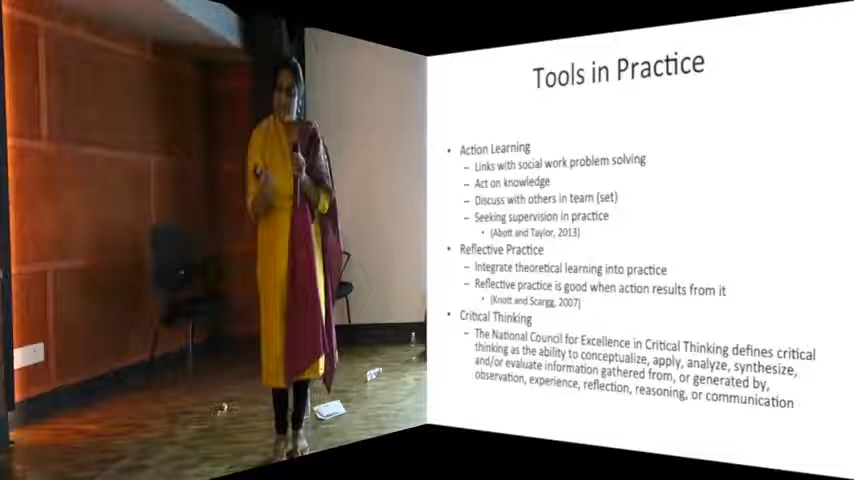 Tools in Practice
• Action Learning
– Links with social work problem solving
– Act on knowledge
– Discuss with others in team (set)
– Seeking supervision in practice
• (Abott and Taylor, 2013)
• Reflective Practice
– Integrate theoretical learning into practice
– Reflective practice is good when action results from it
• (Knott and Scargg, 2007)
• Critical Thinking
– The National Council for Excellence in Critical Thinking defines critical
thinking as the ability to conceptualize, apply, analyze, synthesize,
and/or evaluate information gathered from, or generated by,
observation, experience, reflection, reasoning, or communication